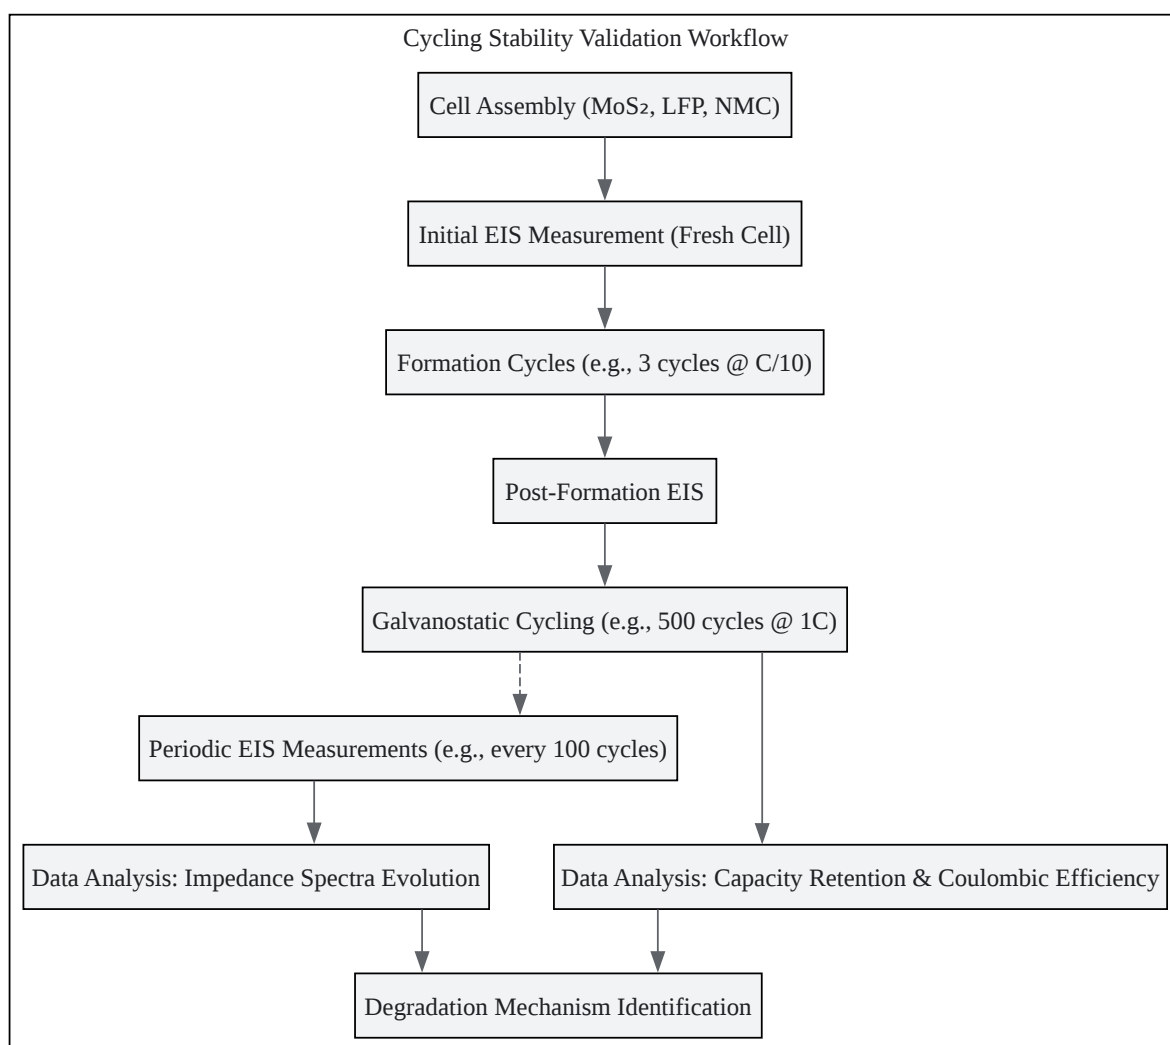 Cycling Stability Validation Workflow
Cell Assembly (MoS₂, LFP, NMC)
Initial EIS Measurement (Fresh Cell)
Formation Cycles (e.g., 3 cycles @ C/10)
Post-Formation EIS
Galvanostatic Cycling (e.g., 500 cycles @ 1C)
Periodic EIS Measurements (e.g., every 100 cycles)
Data Analysis: Impedance Spectra Evolution
Data Analysis: Capacity Retention & Coulombic Efficiency
Degradation Mechanism Identification